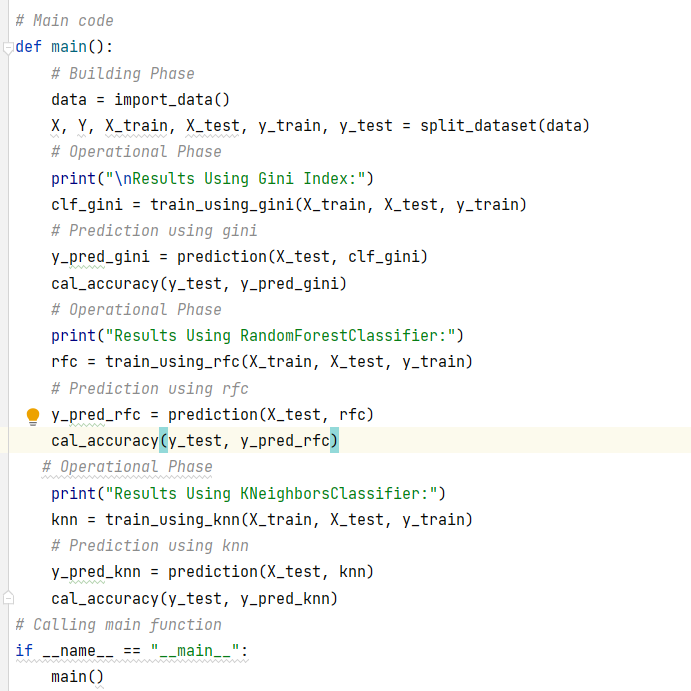 # Main code
def main():
    # Building Phase
    data = import_data()
    X, Y, X_train, X_test, y_train, y_test = split_dataset(data)
    # Operational Phase
    print("\nResults Using Gini Index:")
    clf_gini = train_using_gini(X_train, X_test, y_train)
    # Prediction using gini
    y_pred_gini = prediction(X_test, clf_gini)
    cal_accuracy(y_test, y_pred_gini)
    # Operational Phase
    print("Results Using RandomForestClassifier:")
    rfc = train_using_rfc(X_train, X_test, y_train)
    # Prediction using rfc
    y_pred_rfc = prediction(X_test, rfc)
    cal_accuracy(y_test, y_pred_rfc)
   # Operational Phase
    print("Results Using KNeighborsClassifier:")
    knn = train_using_knn(X_train, X_test, y_train)
    # Prediction using knn
    y_pred_knn = prediction(X_test, knn)
    cal_accuracy(y_test, y_pred_knn)
# Calling main function
if __name__ == "__main__":
    main()